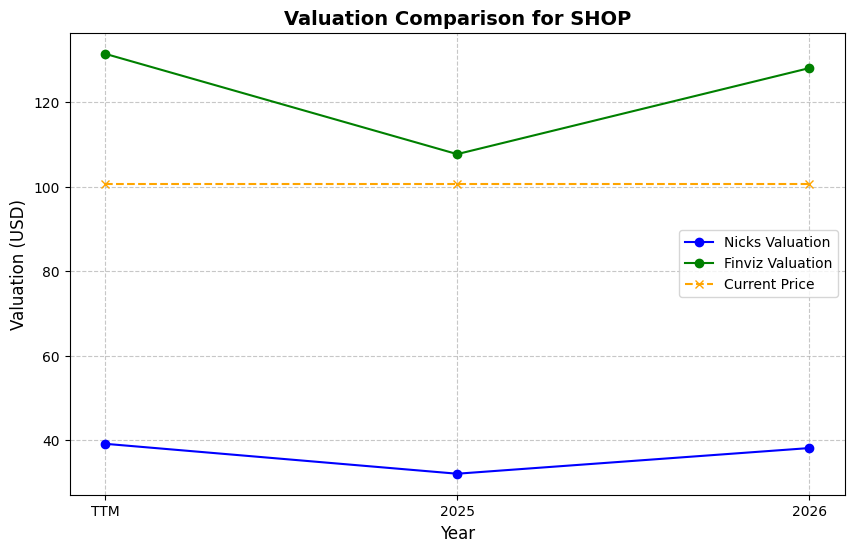 Valuation Comparison for SHOP
Valuation (USD)
120
100
80
60
40
Nicks Valuation
Finviz Valuation
Current Price
TTM
2025
2026
Year